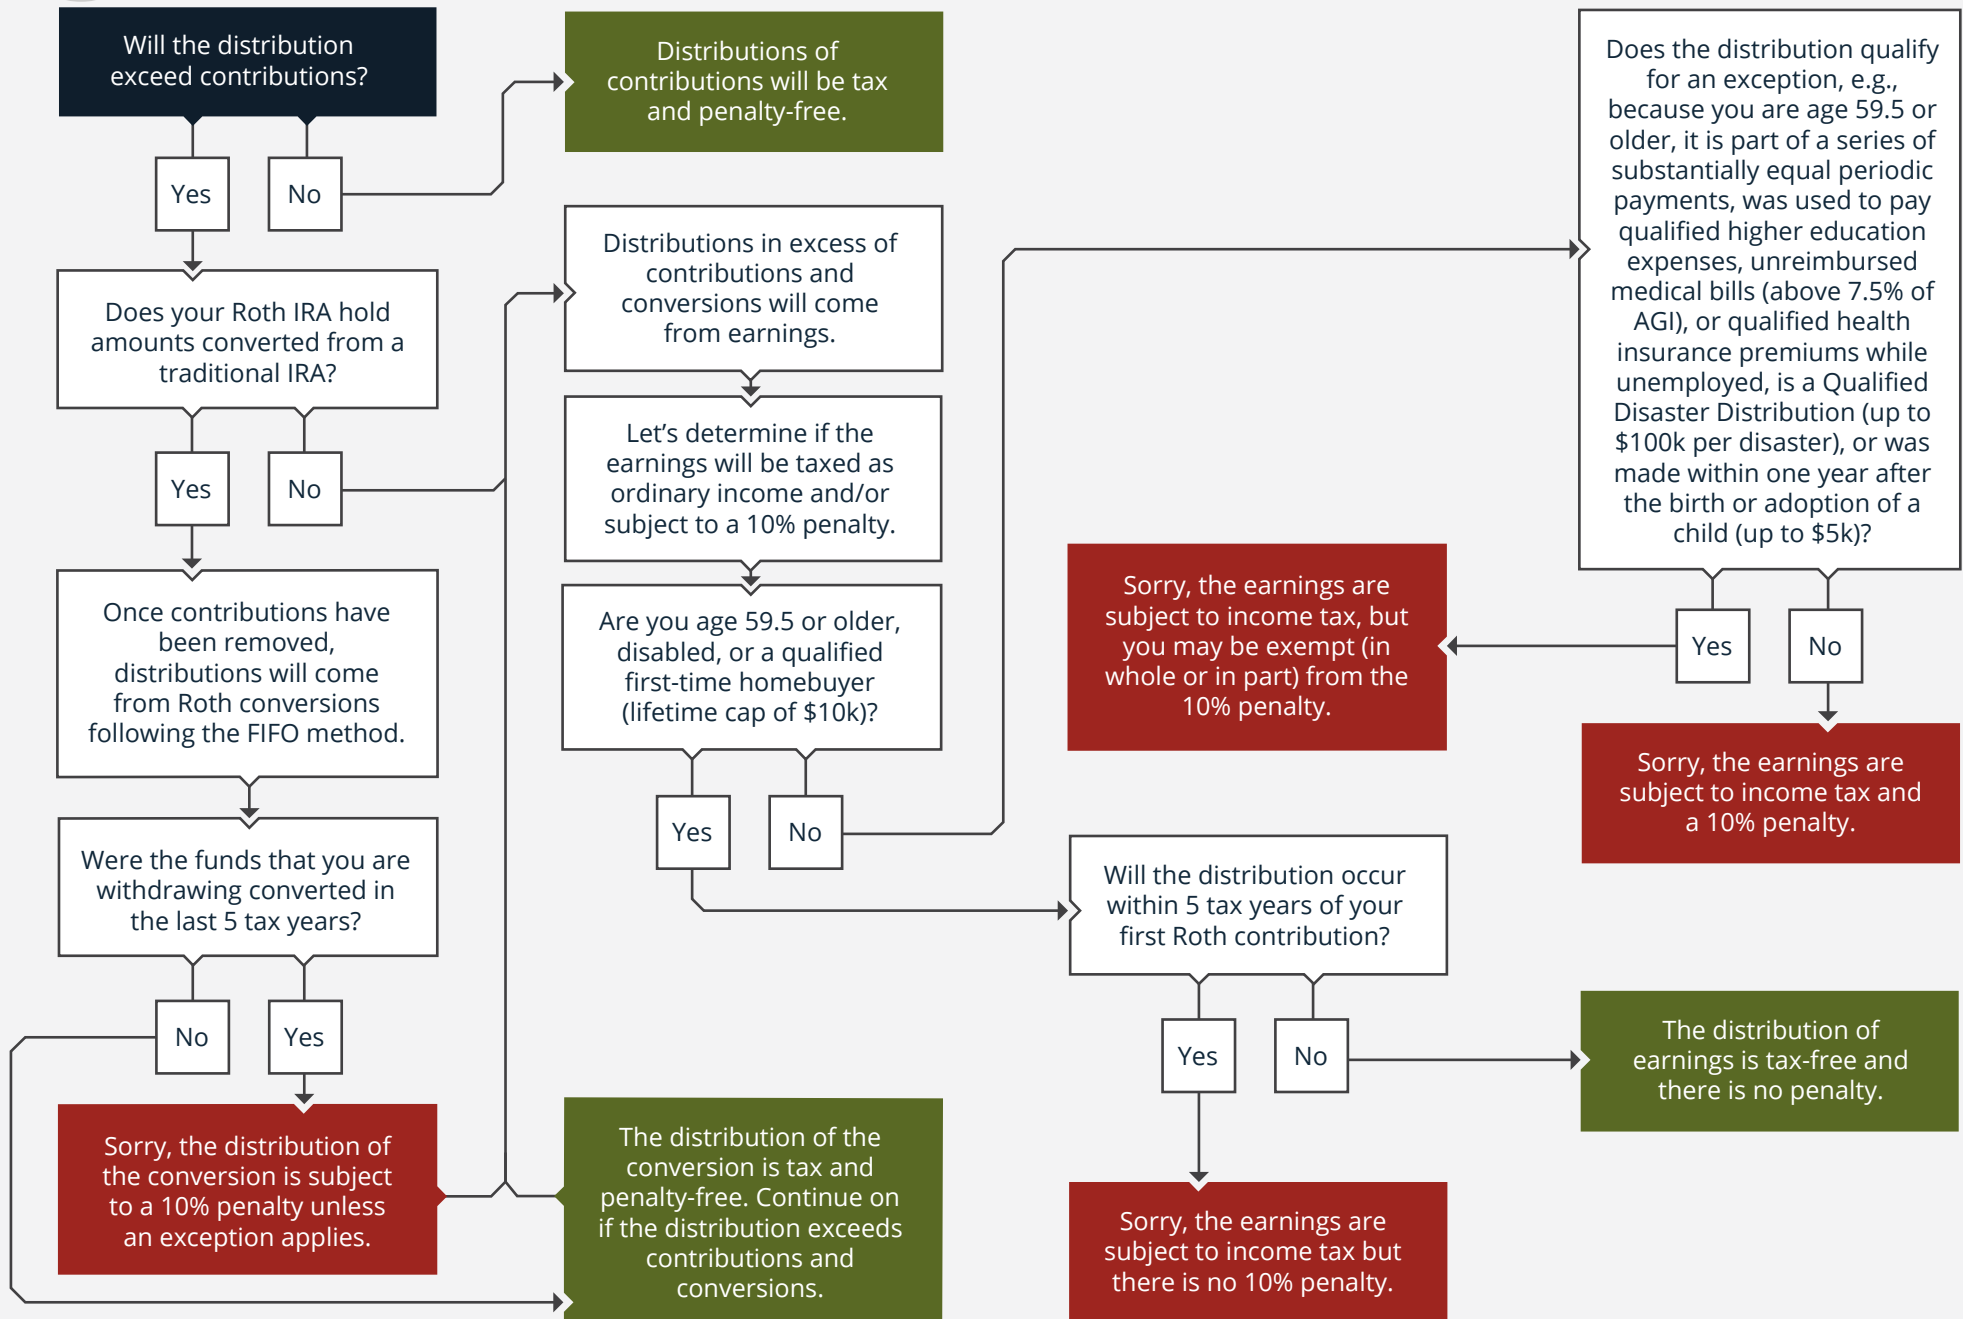 Will the distribution
exceed contributions?
Yes
No
Distributions of
contributions will be tax
and penalty-free.
Does your Roth IRA hold
amounts converted from a
traditional IRA?
Yes
No
Once contributions have
been removed,
distributions will come
from Roth conversions
following the FIFO method.
Were the funds that you are
withdrawing converted in
the last 5 tax years?
No
Yes
Sorry, the distribution of
the conversion is subject
to a 10% penalty unless
an exception applies.
The distribution of the
conversion is tax and
penalty-free. Continue on
if the distribution exceeds
contributions and
conversions.
Distributions in excess of
contributions and
conversions will come
from earnings.
Let’s determine if the
earnings will be taxed as
ordinary income and/or
subject to a 10% penalty.
Are you age 59.5 or older,
disabled, or a qualified
first-time homebuyer
(lifetime cap of $10k)?
Yes
No
Will the distribution occur
within 5 tax years of your
first Roth contribution?
Yes
No
Sorry, the earnings are
subject to income tax but
there is no 10% penalty.
The distribution of
earnings is tax-free and
there is no penalty.
Does the distribution qualify
for an exception, e.g.,
because you are age 59.5 or
older, it is part of a series of
substantially equal periodic
payments, was used to pay
qualified higher education
expenses, unreimbursed
medical bills (above 7.5% of
AGI), or qualified health
insurance premiums while
unemployed, is a Qualified
Disaster Distribution (up to
$100k per disaster), or was
made within one year after
the birth or adoption of a
child (up to $5k)?
Yes
No
Sorry, the earnings are
subject to income tax, but
you may be exempt (in
whole or in part) from the
10% penalty.
Sorry, the earnings are
subject to income tax and
a 10% penalty.